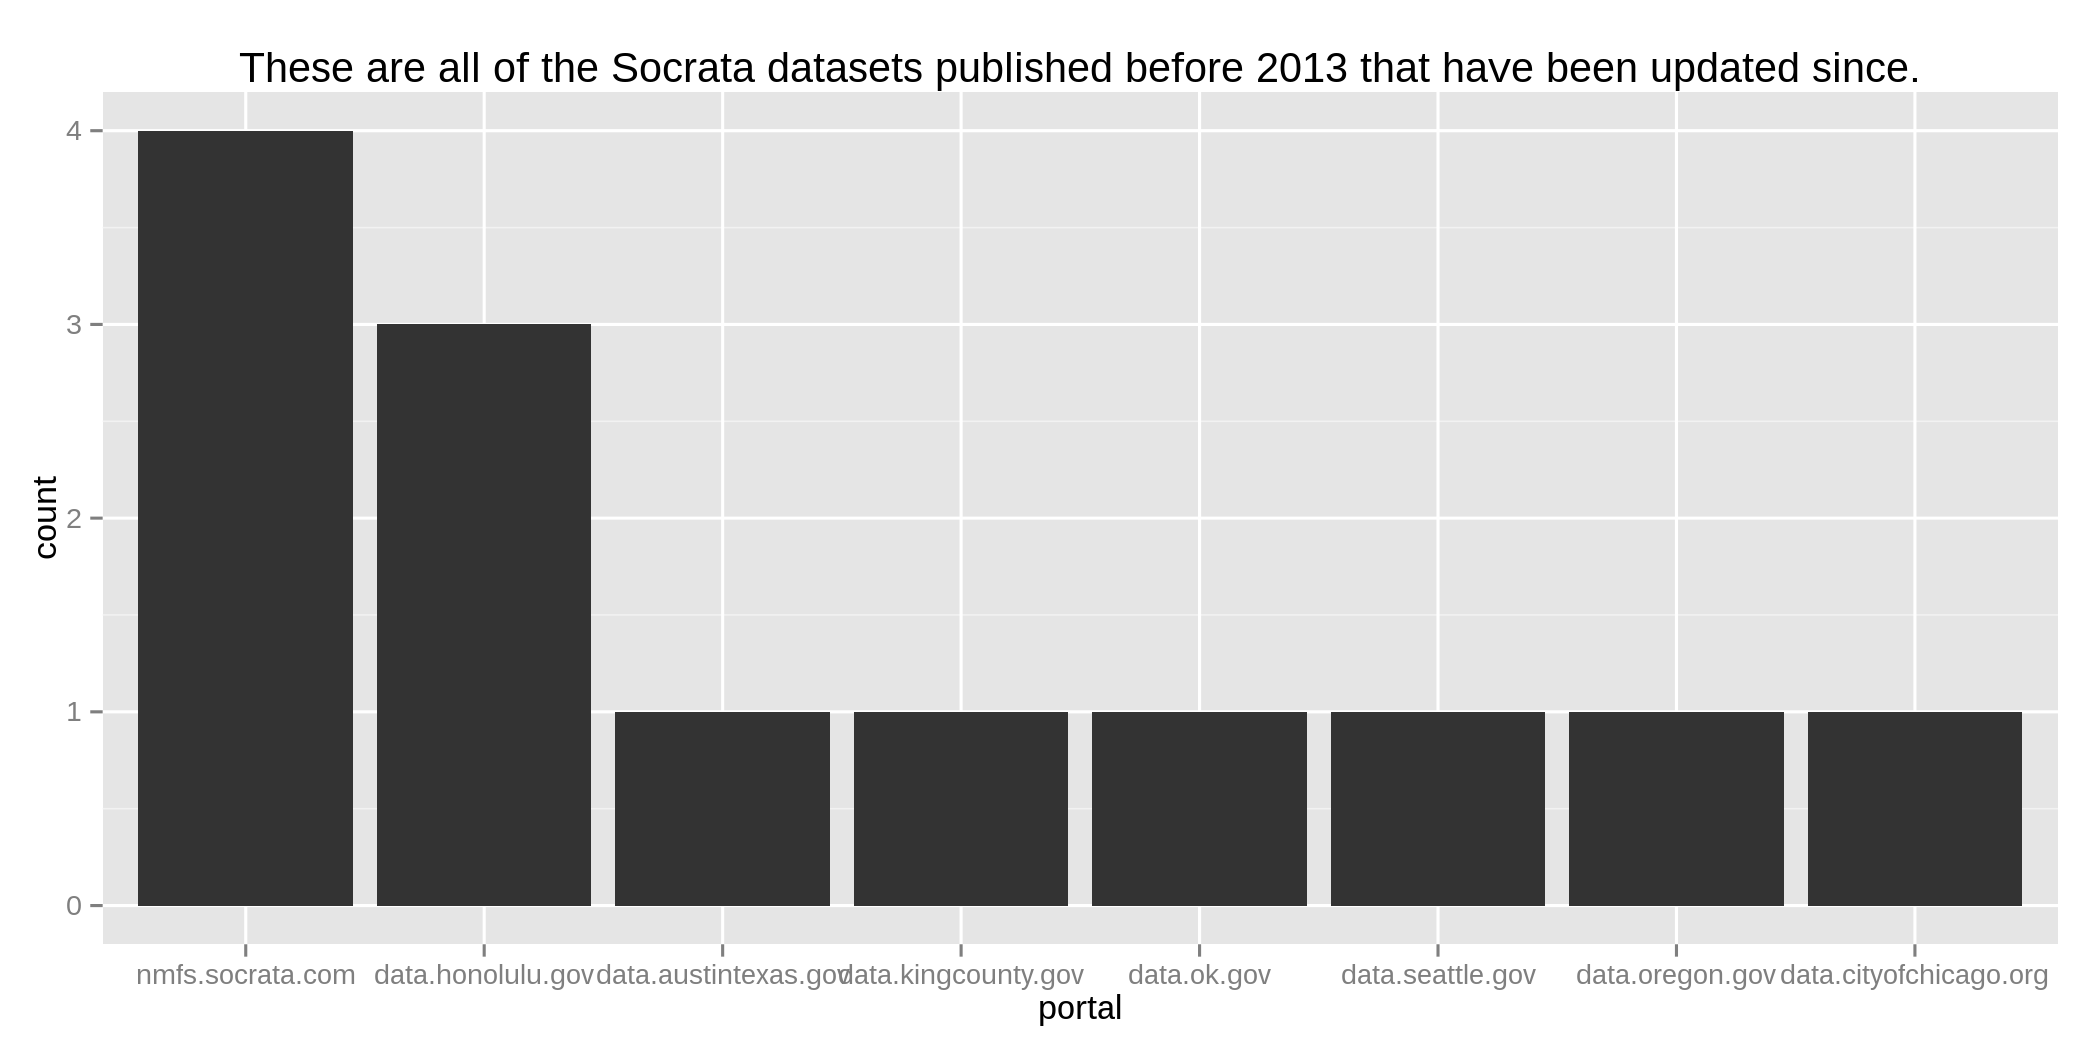 These are all of the Socrata datasets published before 2013 that have been updated since.
4
3
2
1
0
count
nmfs.socrata.com data.honolulu.gov data.austintexas.gov data.kingcounty.gov data.ok.gov data.seattle.gov data.oregon.gov data.cityofchicago.org
portal